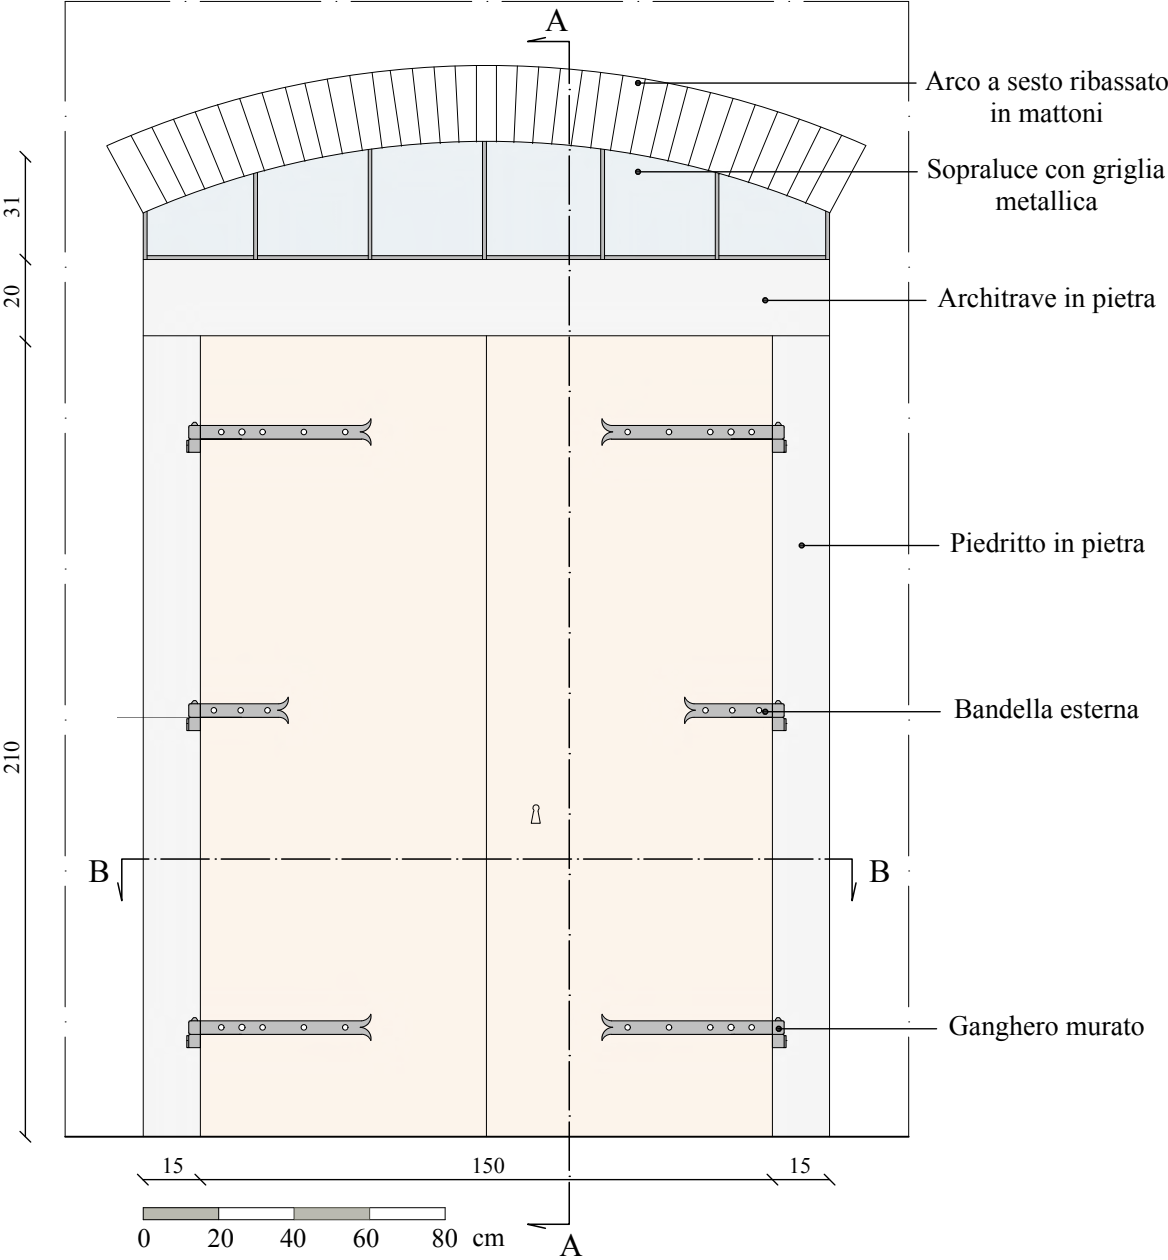 A
Arco a sesto ribassato
in mattoni
Sopraluce con griglia
metallica
31
20
Architrave in pietra
Piedritto in pietra
Bandella esterna
210
B
B
Ganghero murato
15
150
15
0
20
40
60
80
cm
A